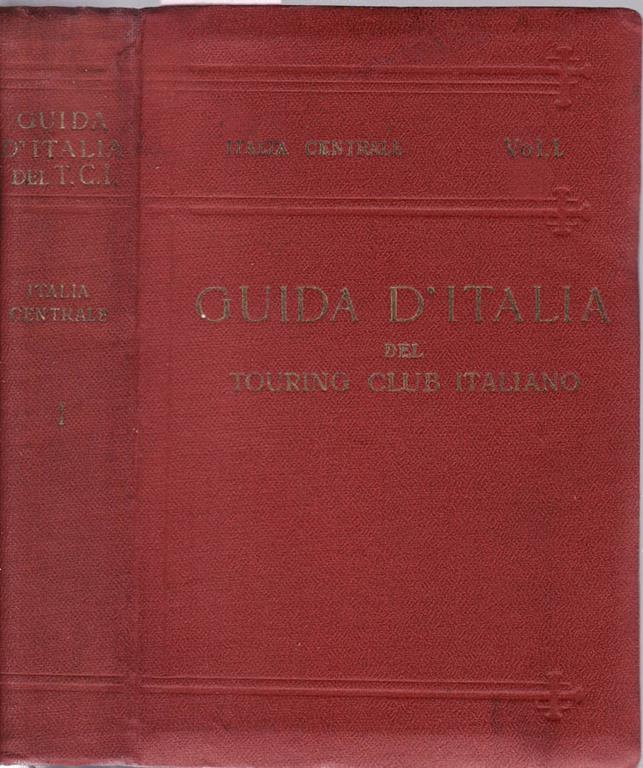 GUIDA
D'ITALIA
DEL T.C.I.
ITALIA
CENTRALE
I
ITALIA CENTRALE Vol.I.
GUIDA D'ITALIA
DEL
TOURING CLUB ITALIANO